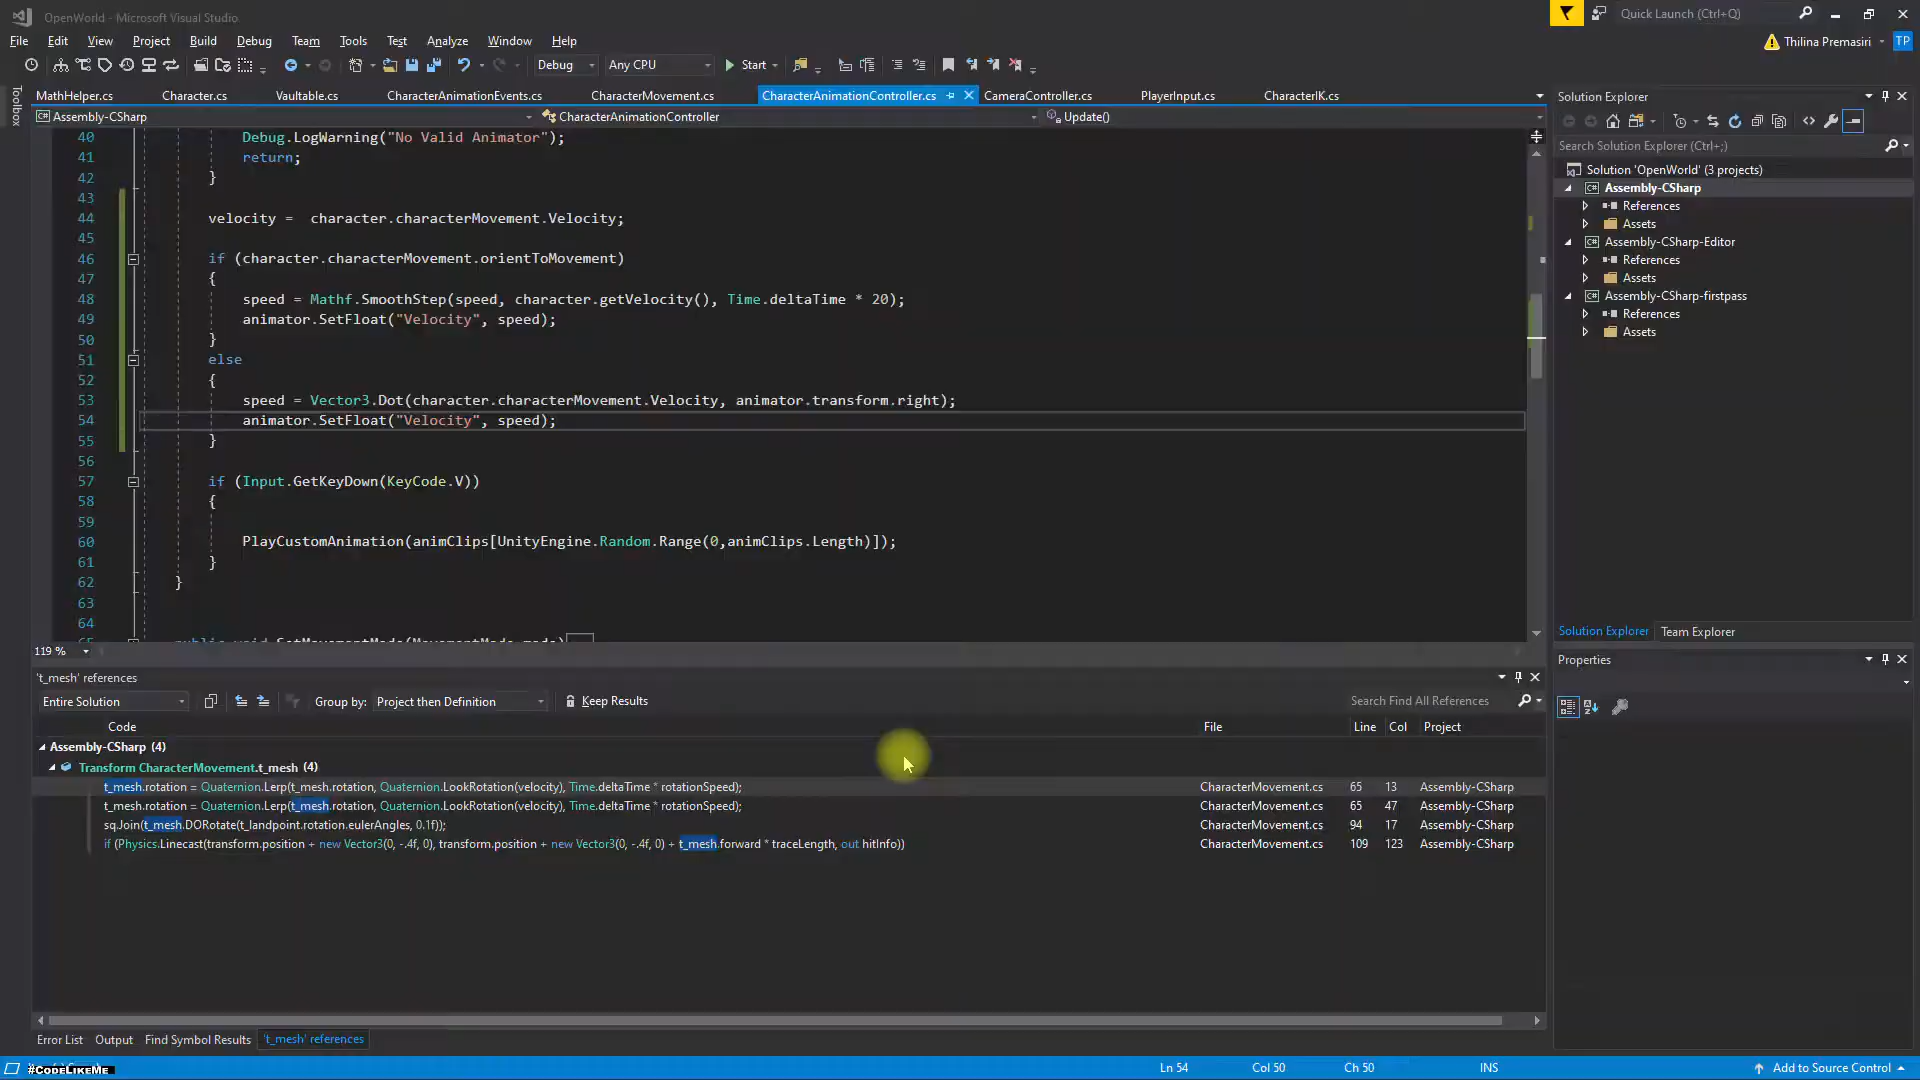 OpenWorld - Microsoft Visual Studio
Quick Launch (Ctrl+Q)
File Edit View Project Build Debug Team Tools Test Analyze Window Help
Thilina Premasiri TP
Debug Any CPU Start
Toolbox
MathHelper.cs Character.cs Vaultable.cs CharacterAnimationEvents.cs CharacterMovement.cs CharacterAnimationController.cs CameraController.cs PlayerInput.cs CharacterIK.cs
Assembly-CSharp CharacterAnimationController Update()
40 Debug.LogWarning("No Valid Animator");
41 return;
42 }
43
44 velocity =  character.characterMovement.Velocity;
45
46 if (character.characterMovement.orientToMovement)
47 {
48 speed = Mathf.SmoothStep(speed, character.getVelocity(), Time.deltaTime * 20);
49 animator.SetFloat("Velocity", speed);
50 }
51 else
52 {
53 speed = Vector3.Dot(character.characterMovement.Velocity, animator.transform.right);
54 animator.SetFloat("Velocity", speed);
55 }
56
57 if (Input.GetKeyDown(KeyCode.V))
58 {
59
60 PlayCustomAnimation(animClips[UnityEngine.Random.Range(0,animClips.Length)]);
61 }
62 }
63
64
65 public void SetMovementMode(MovementMode mode)...
119 %
't_mesh' references
Entire Solution Group by: Project then Definition Keep Results Search Find All References
Code File Line Col Project
Assembly-CSharp (4)
Transform CharacterMovement.t_mesh (4)
t_mesh.rotation = Quaternion.Lerp(t_mesh.rotation, Quaternion.LookRotation(velocity), Time.deltaTime * rotationSpeed); CharacterMovement.cs 65 13 Assembly-CSharp
t_mesh.rotation = Quaternion.Lerp(t_mesh.rotation, Quaternion.LookRotation(velocity), Time.deltaTime * rotationSpeed); CharacterMovement.cs 65 47 Assembly-CSharp
sq.Join(t_mesh.DORotate(t_landpoint.rotation.eulerAngles, 0.1f)); CharacterMovement.cs 94 17 Assembly-CSharp
if (Physics.Linecast(transform.position + new Vector3(0, -.4f, 0), transform.position + new Vector3(0, -.4f, 0) + t_mesh.forward * traceLength, out hitInfo)) CharacterMovement.cs 109 123 Assembly-CSharp
Error List Output Find Symbol Results 't_mesh' references
Solution Explorer
Search Solution Explorer (Ctrl+;)
Solution 'OpenWorld' (3 projects)
Assembly-CSharp
References
Assets
Assembly-CSharp-Editor
References
Assets
Assembly-CSharp-firstpass
References
Assets
Solution Explorer Team Explorer
Properties
#CODELIKEME
Ln 54 Col 50 Ch 50 INS Add to Source Control